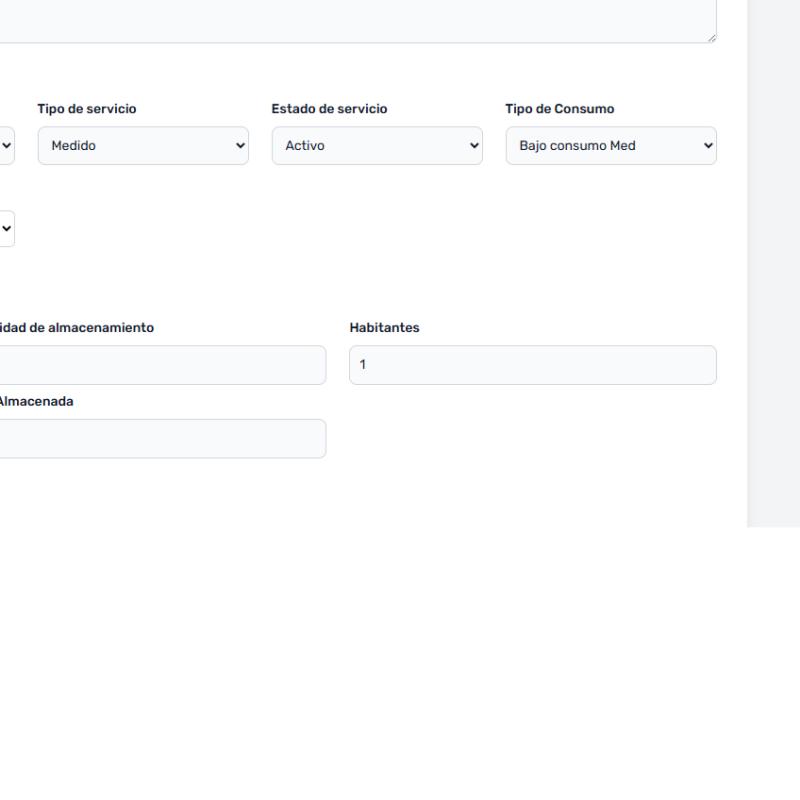 Tipo de servicio Estado de servicio Tipo de Consumo
Medido Activo Bajo consumo Med
idad de almacenamiento Habitantes
1
Almacenada